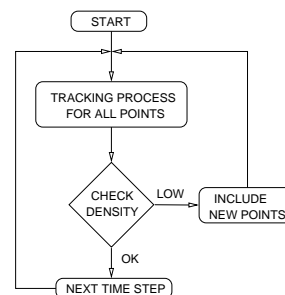 START
TRACKING PROCESS
FOR ALL POINTS
CHECK
DENSITY
LOW
INCLUDE
NEW POINTS
OK
NEXT TIME STEP